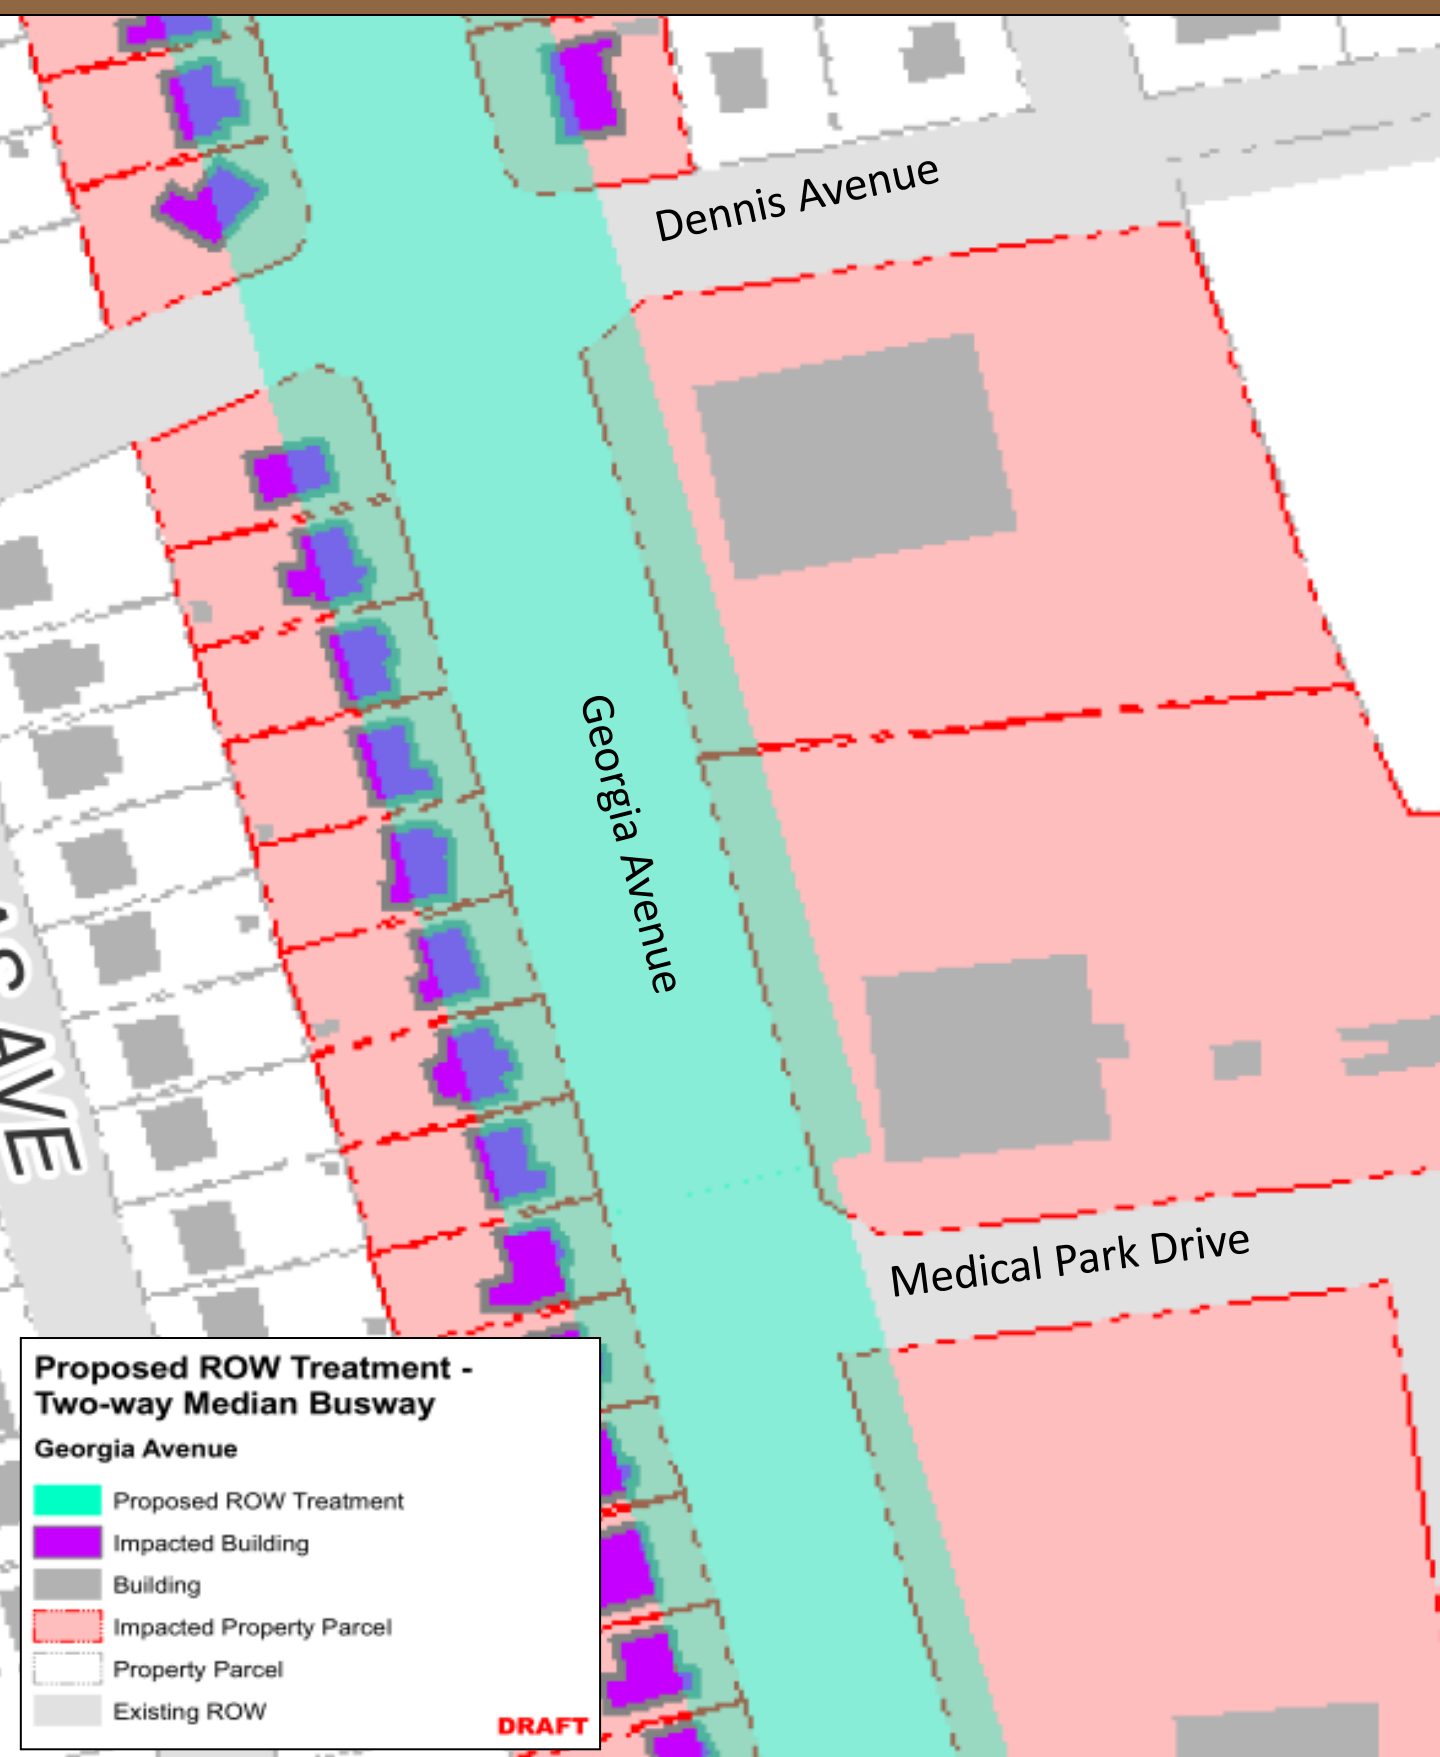 Dennis Avenue
Georgia Avenue
AVE
Medical Park Drive
Proposed ROW Treatment -
Two-way Median Busway
Georgia Avenue
Proposed ROW Treatment
Impacted Building
Building
Impacted Property Parcel
Property Parcel
Existing ROW
DRAFT